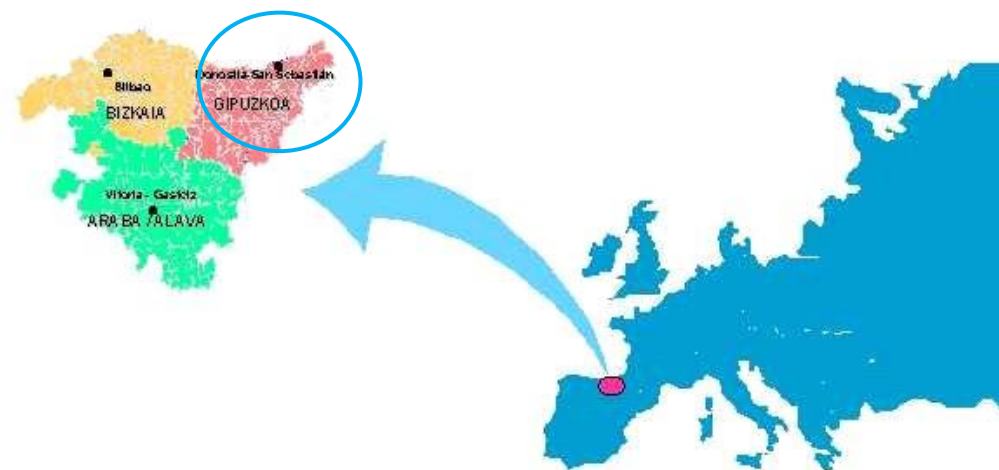 Donostia-San Sebastián
Bilbao
GIPUZKOA
BIZKAIA
Vitoria - Gasteiz
ARABA / ALAVA